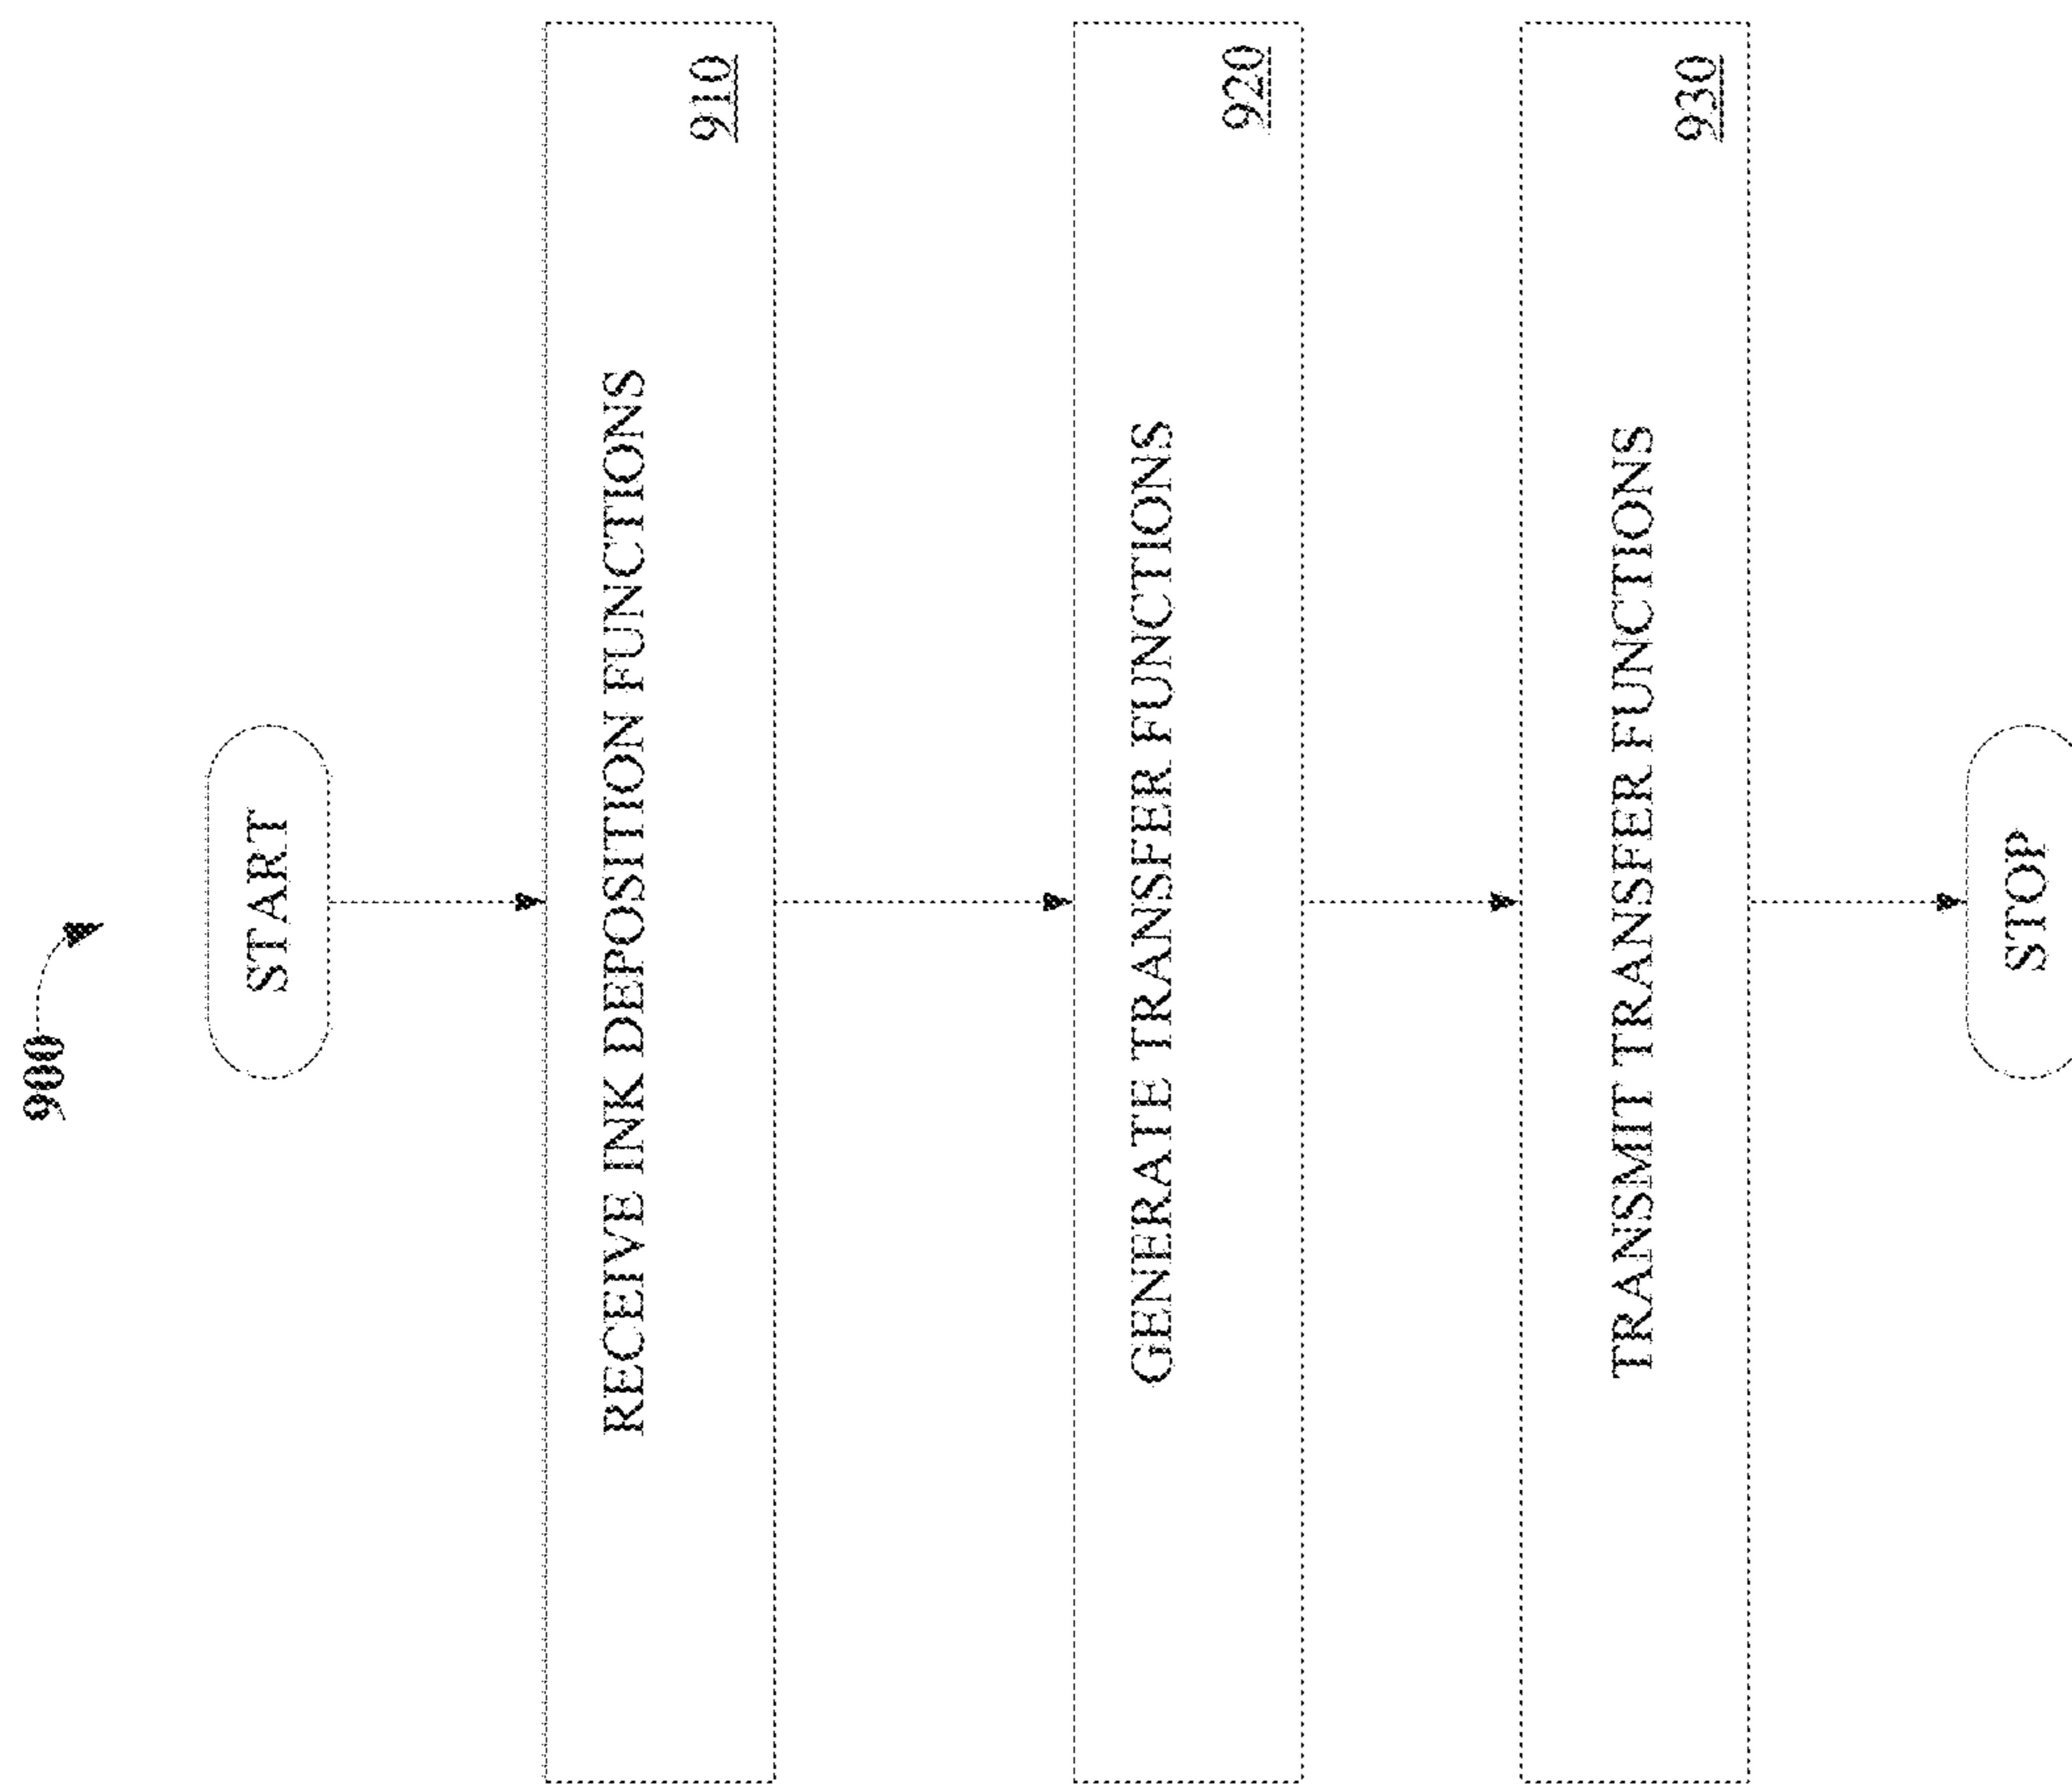 900
START
RECEIVE INK DEPOSITION FUNCTIONS
910
GENERATE TRANSFER FUNCTIONS
920
TRANSMIT TRANSFER FUNCTIONS
930
STOP